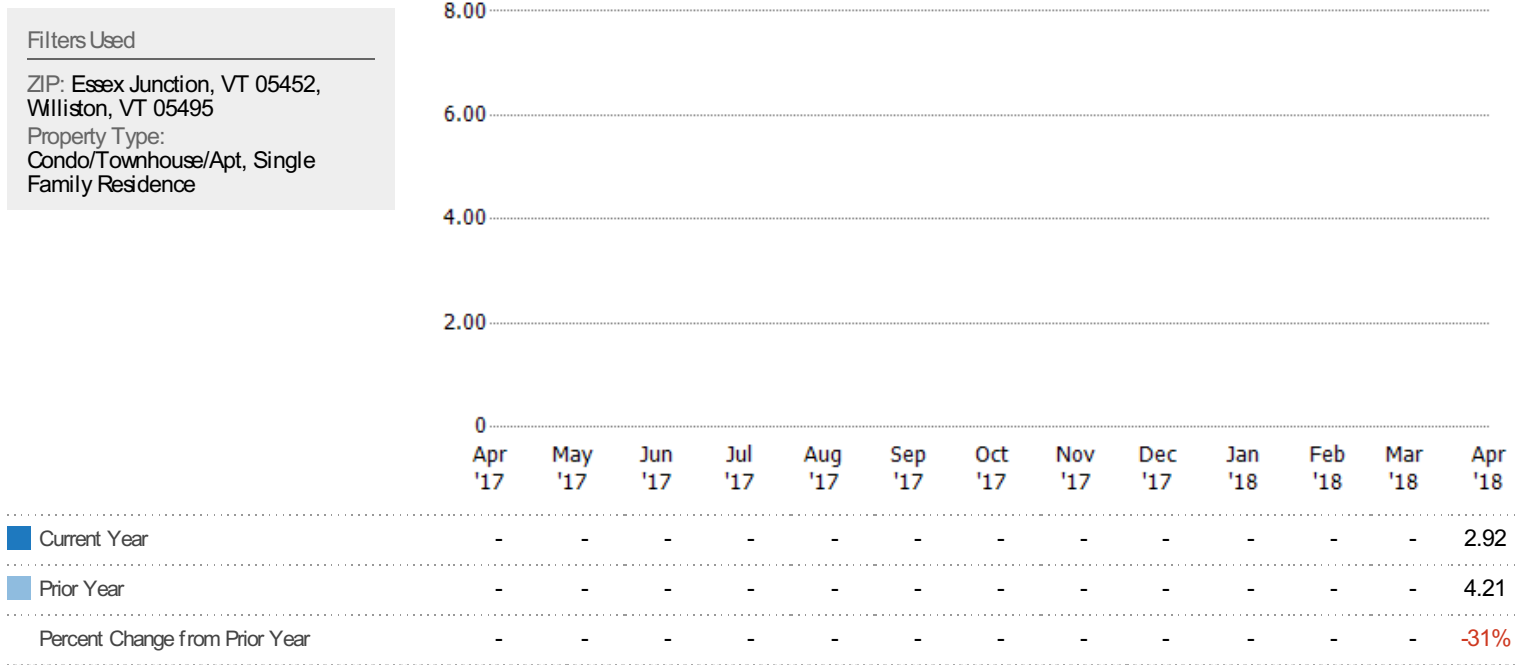 Filters Used
ZIP: Essex Junction, VT 05452,
Williston, VT 05495
Property Type:
Condo/Townhouse/Apt, Single
Family Residence
8.00
6.00
4.00
2.00
0
Apr May Jun Jul Aug Sep Oct Nov Dec Jan Feb Mar Apr
'17 '17 '17 '17 '17 '17 '17 '17 '17 '18 '18 '18 '18
Current Year - - - - - - - - - - - - 2.92
Prior Year - - - - - - - - - - - - 4.21
Percent Change from Prior Year - - - - - - - - - - - - -31%